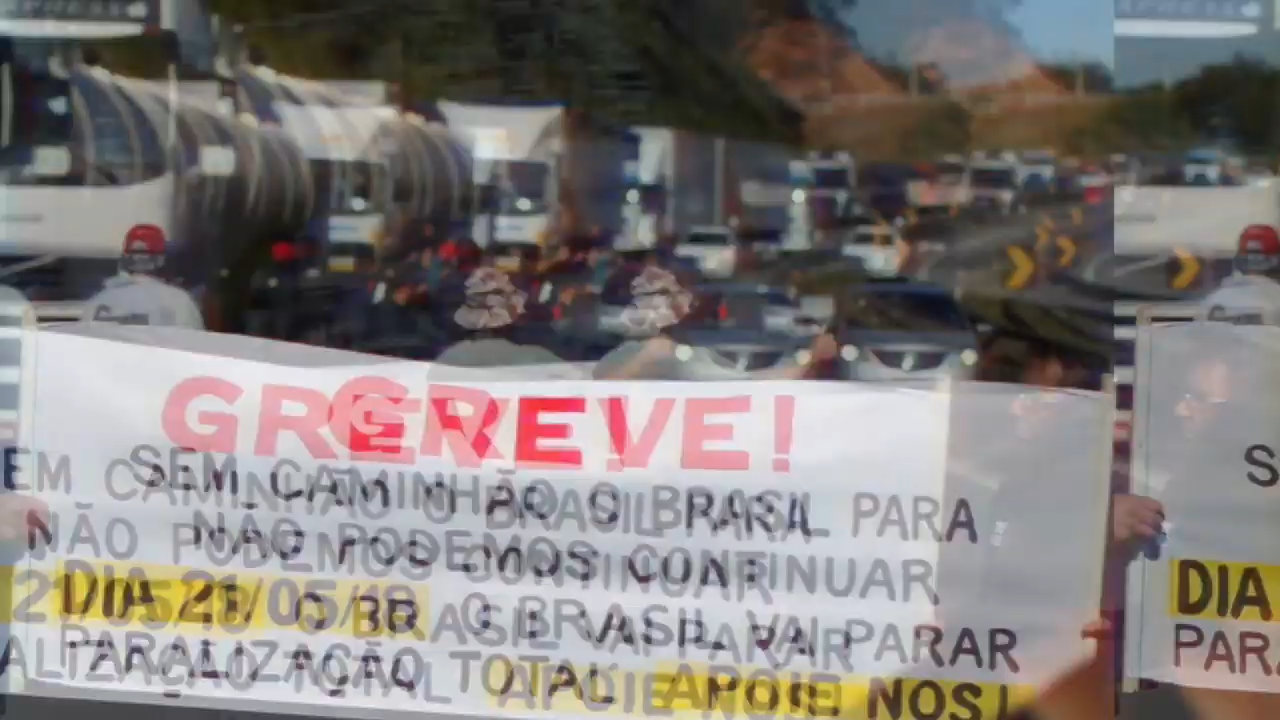 GREVE!
SEM CAMINHÃO O BRASIL PARA
NÃO PODEMOS CONTINUAR
DIA 21/05/18 O BRASIL VAI PARAR
PARALIZAÇÃO TOTAL APOIE NOS!